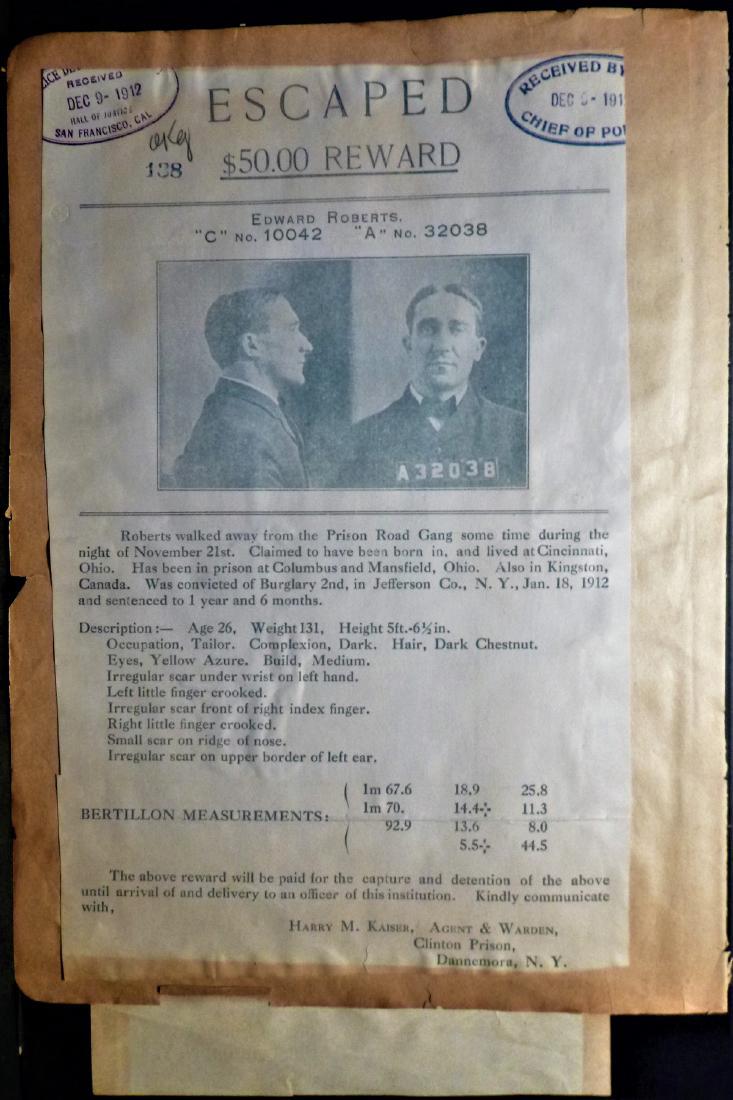 RECEIVED
DEC 9- 1912
HALL OF JUSTICE
SAN FRANCISCO, CAL
RECEIVED BY
DEC
CHIEF OF PO
ESCAPED
138
$50.00 REWARD
EDWARD ROBERTS.
"C" No. 10042 "A" No. 32038
A32038
Roberts walked away from the Prison Road Gang some time during the
night of November 21st. Claimed to have been born in, and lived at Cincinnati,
Ohio. Has been in prison at Columbus and Mansfield, Ohio. Also in Kingston,
Canada. Was convicted of Burglary 2nd, in Jefferson Co., N. Y., Jan. 18, 1912
and sentenced to 1 year and 6 months.
Description:— Age 26, Weight 131, Height 5ft.-6½in.
Occupation, Tailor. Complexion, Dark. Hair, Dark Chestnut.
Eyes, Yellow Azure. Build, Medium.
Irregular scar under wrist on left hand.
Left little finger crooked.
Irregular scar front of right index finger.
Right little finger crooked.
Small scar on ridge of nose.
Irregular scar on upper border of left ear.
BERTILLON MEASUREMENTS:
1m 67.6 18.9 25.8
1m 70. 14.4-:- 11.3
92.9 13.6 8.0
5.5-:- 44.5
The above reward will be paid for the capture and detention of the above
until arrival of and delivery to an officer of this institution. Kindly communicate
with,
HARRY M. KAISER, AGENT & WARDEN,
Clinton Prison,
Dannemora, N. Y.